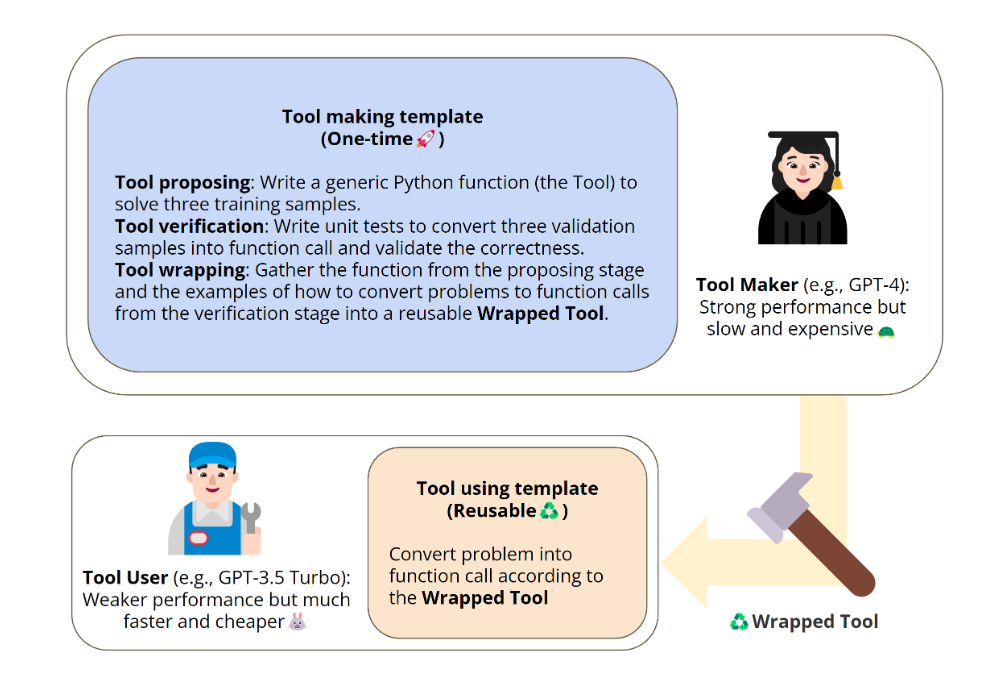 Tool making template
(One-time🚀)
Tool proposing: Write a generic Python function (the Tool) to
solve three training samples.
Tool verification: Write unit tests to convert three validation
samples into function call and validate the correctness.
Tool wrapping: Gather the function from the proposing stage
and the examples of how to convert problems to function calls
from the verification stage into a reusable Wrapped Tool.
Tool Maker (e.g., GPT-4):
Strong performance but
slow and expensive🐢
Tool User (e.g., GPT-3.5 Turbo):
Weaker performance but much
faster and cheaper🐰
Tool using template
(Reusable♻️)
Convert problem into
function call according to
the Wrapped Tool
♻️Wrapped Tool